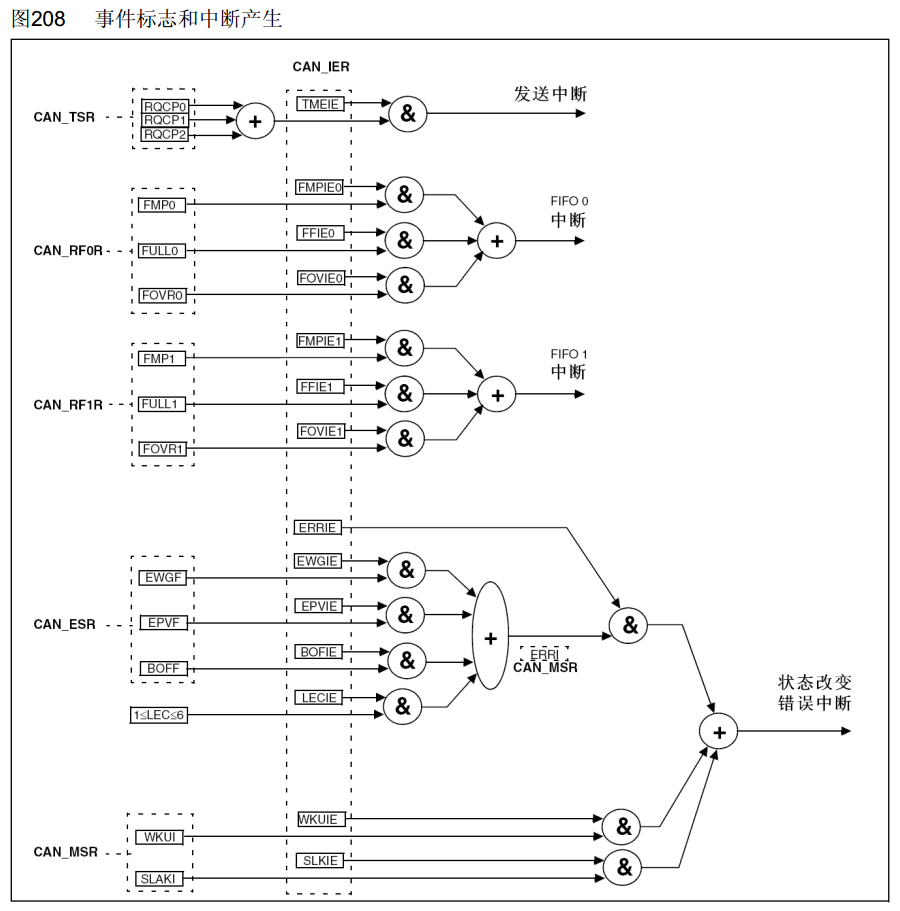 图208 事件标志和中断产生
CAN_IER
CAN_TSR
RQCP0
RQCP1
RQCP2
+
TMEIE
&
发送中断
CAN_RF0R
FMP0
FULL0
FOVR0
FMPIE0
&
FFIE0
&
FOVIE0
&
+
FIFO 0
中断
CAN_RF1R
FMP1
FULL1
FOVR1
FMPIE1
&
FFIE1
&
FOVIE1
&
+
FIFO 1
中断
ERRIE
CAN_ESR
EWGF
EPVF
BOFF
1≤LEC≤6
EWGIE
&
EPVIE
&
BOFIE
&
LECIE
&
+
ERRI
CAN_MSR
&
状态改变
错误中断
+
CAN_MSR
WKUI
SLAKI
WKUIE
&
SLKIE
&